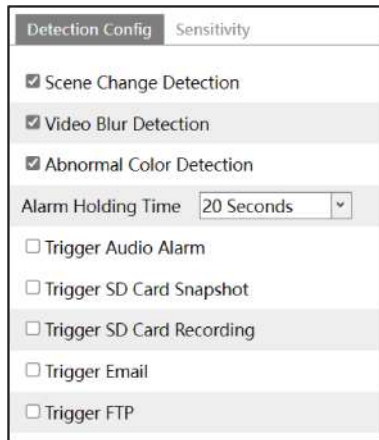 Detection Config Sensitivity
Scene Change Detection
Video Blur Detection
Abnormal Color Detection
Alarm Holding Time 20 Seconds
Trigger Audio Alarm
Trigger SD Card Snapshot
Trigger SD Card Recording
Trigger Email
Trigger FTP